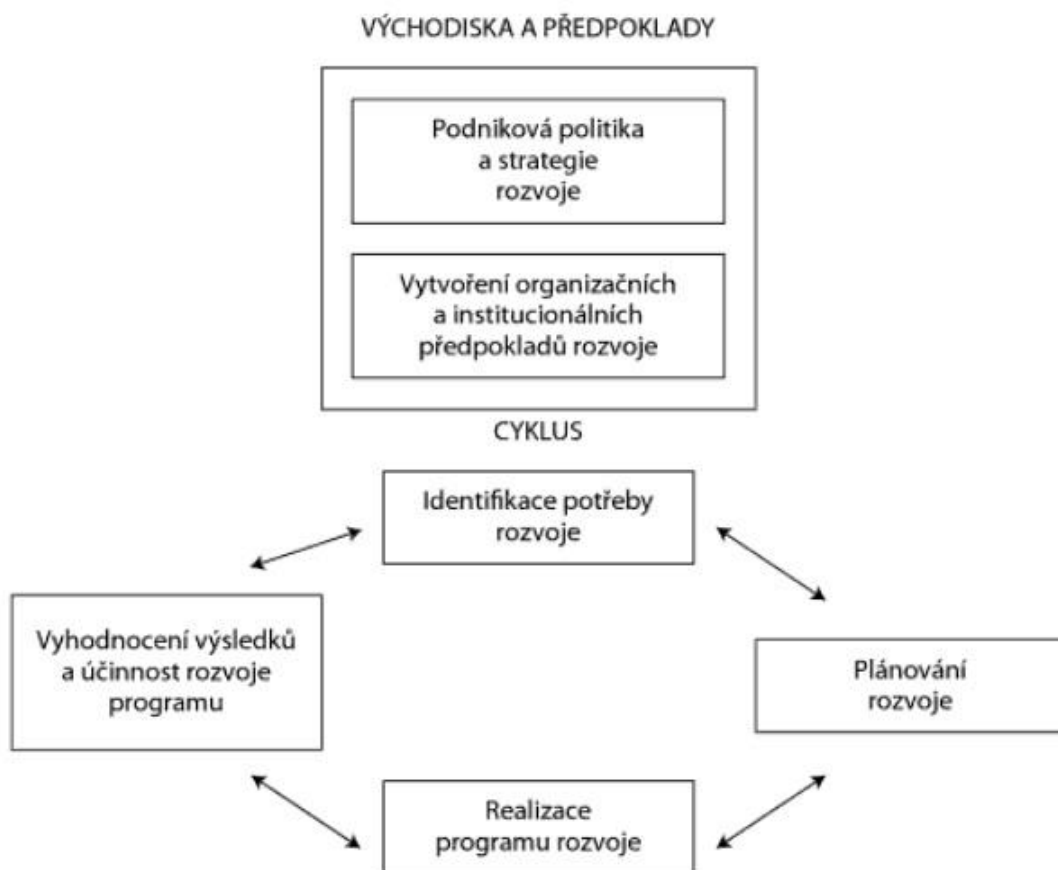 VÝCHODISKA A PŘEDPOKLADY
Podniková politika
a strategie
rozvoje
Vytvoření organizačních
a institucionálních
předpokladů rozvoje
CYKLUS
Identifikace potřeby
rozvoje
Vyhodnocení výsledků
a účinnost rozvoje
programu
Plánování
rozvoje
Realizace
programu rozvoje